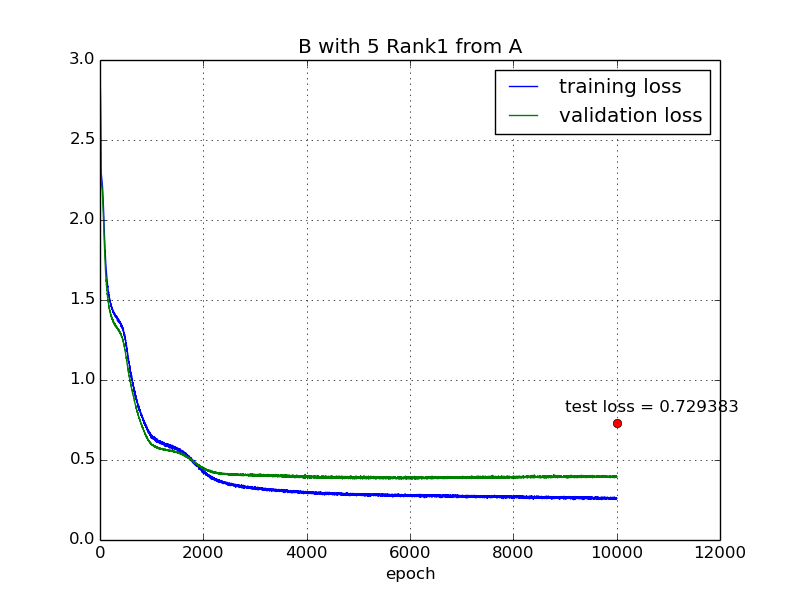 B with 5 Rank1 from A
3.0
2.5
2.0
1.5
1.0
0.5
0.0
training loss
validation loss
test loss = 0.729383
0 2000 4000 6000 8000 10000 12000
epoch